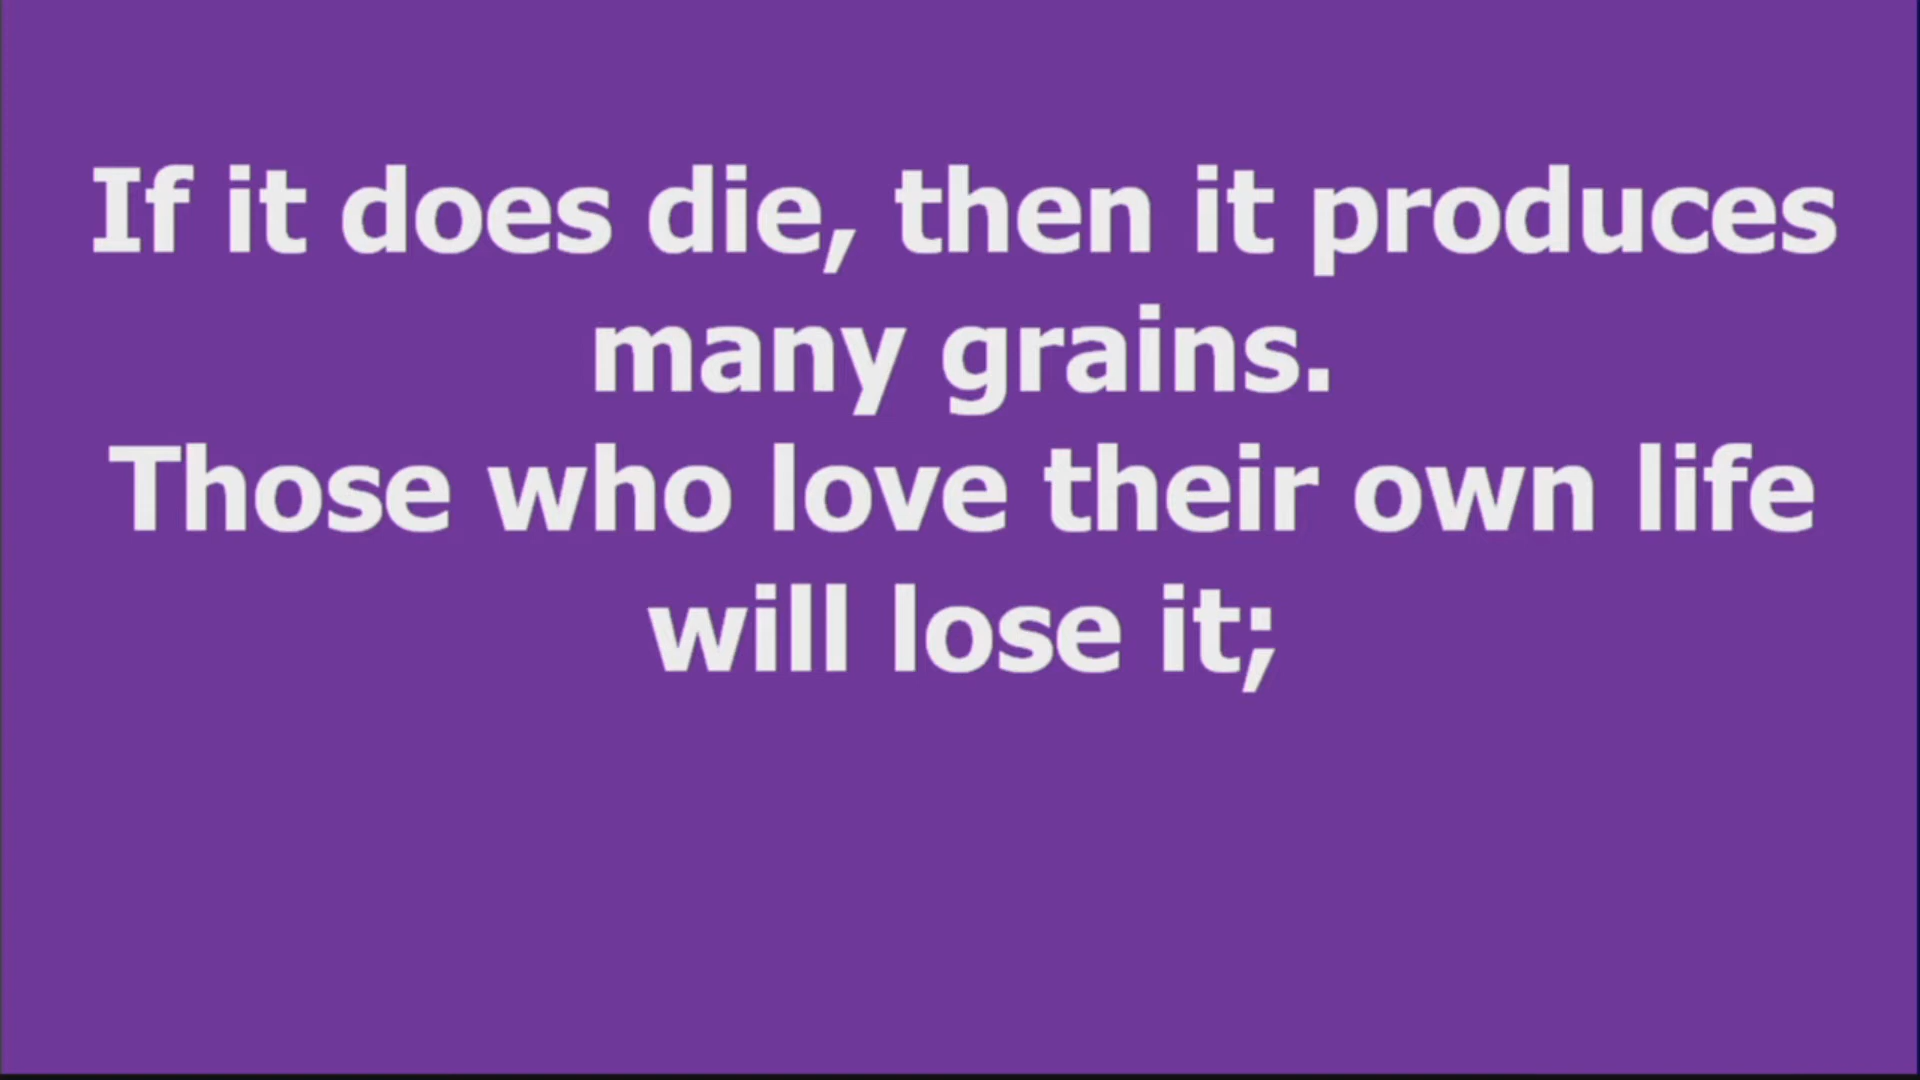 If it does die, then it produces
many grains.
Those who love their own life
will lose it;